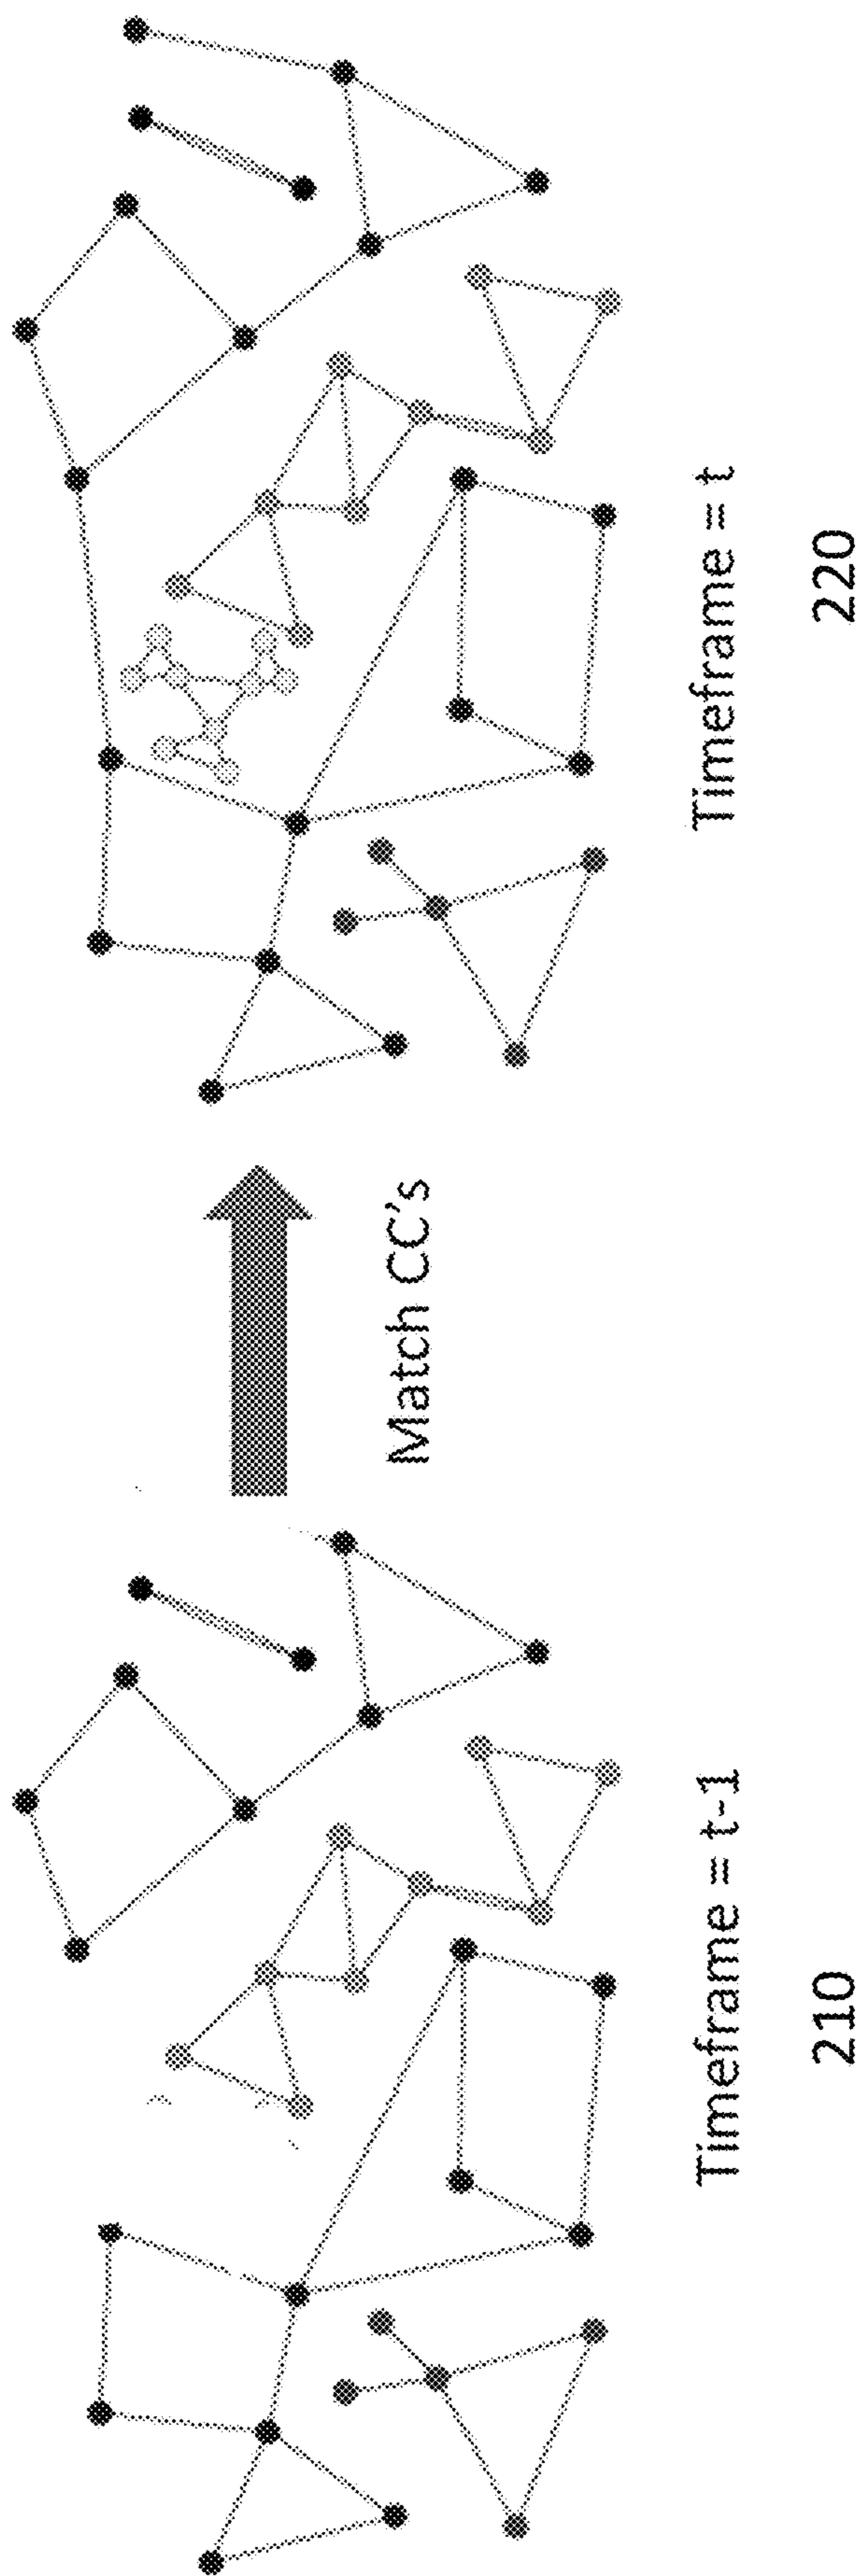 Match CC's
Timeframe = t-1
Timeframe = t
210
220